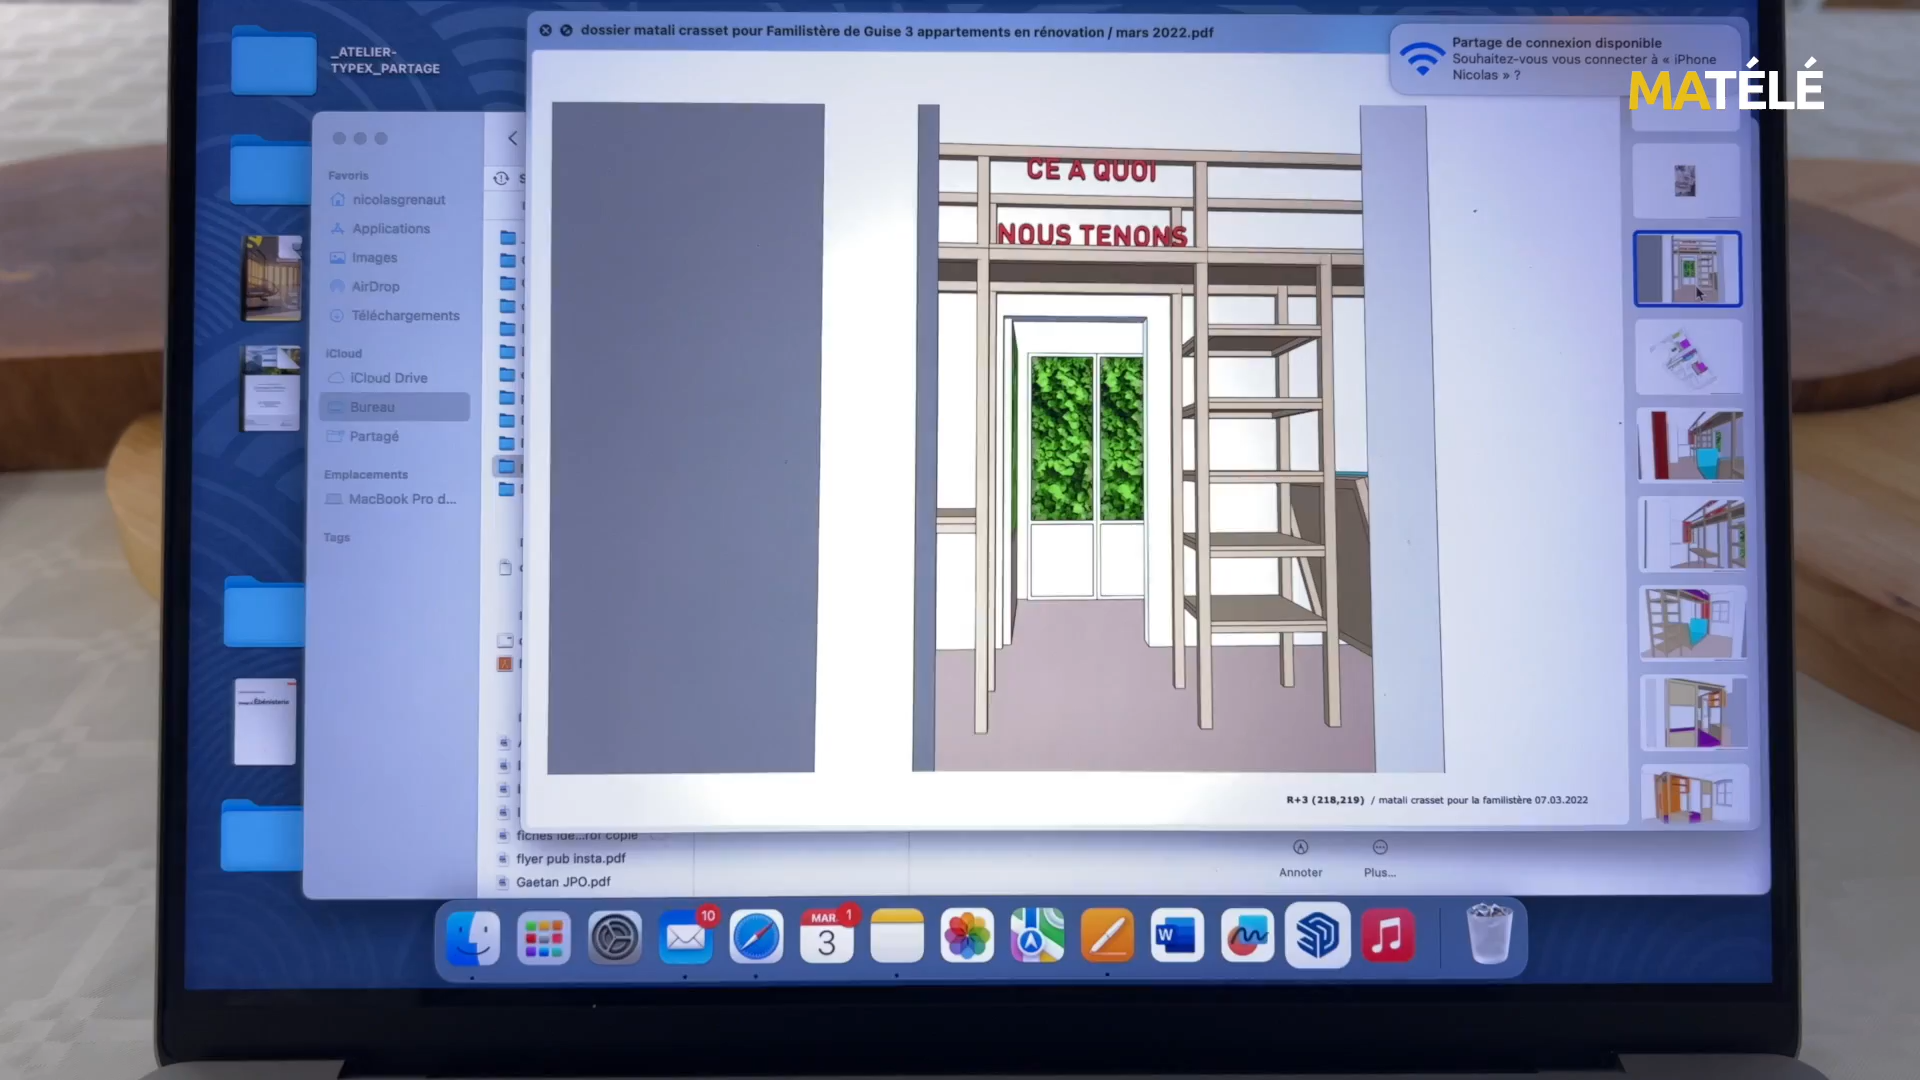 _ATELIER-
TYPEX_PARTAGE
dossier matali crasset pour Familistère de Guise 3 appartements en rénovation / mars 2022.pdf
Partage de connexion disponible
Souhaitez-vous vous connecter à « iPhone
Nicolas » ?
MATÉLÉ
Favoris
nicolasgrenaut
Applications
Images
AirDrop
Téléchargements
iCloud
iCloud Drive
Bureau
Partagé
Emplacements
MacBook Pro d...
Tags
CE A QUOI
NOUS TENONS
R+3 (218,219) / matali crasset pour la familistère 07.03.2022
flyer pub insta.pdf
Gaetan JPO.pdf
Annoter
Plus...
Ébénisterie
10
MAR. 1
3
W